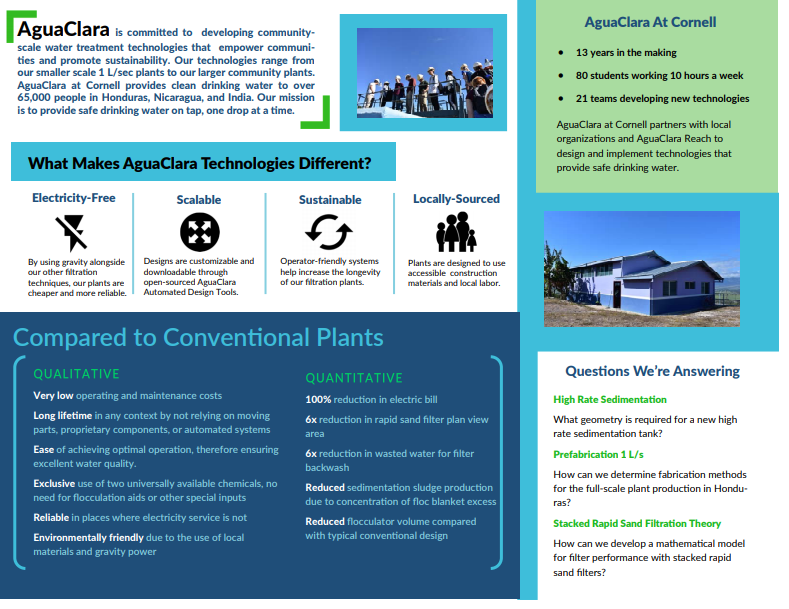 AguaClara is committed to developing community-
scale water treatment technologies that empower communi-
ties and promote sustainability. Our technologies range from
our smaller scale 1 L/sec plants to our larger community plants.
AguaClara at Cornell provides clean drinking water to over
65,000 people in Honduras, Nicaragua, and India. Our mission
is to provide safe drinking water on tap, one drop at a time.
What Makes AguaClara Technologies Different?
Electricity-Free
By using gravity alongside
our other filtration
techniques, our plants are
cheaper and more reliable.
Scalable
Designs are customizable and
downloadable through
open-sourced AguaClara
Automated Design Tools.
Sustainable
Operator-friendly systems
help increase the longevity
of our filtration plants.
Locally-Sourced
Plants are designed to use
accessible construction
materials and local labor.
Compared to Conventional Plants
QUALITATIVE
Very low operating and maintenance costs
Long lifetime in any context by not relying on moving
parts, proprietary components, or automated systems
Ease of achieving optimal operation, therefore ensuring
excellent water quality.
Exclusive use of two universally available chemicals, no
need for flocculation aids or other special inputs
Reliable in places where electricity service is not
Environmentally friendly due to the use of local
materials and gravity power
QUANTITATIVE
100% reduction in electric bill
6x reduction in rapid sand filter plan view
area
6x reduction in wasted water for filter
backwash
Reduced sedimentation sludge production
due to concentration of floc blanket excess
Reduced flocculator volume compared
with typical conventional design
AguaClara At Cornell
• 13 years in the making
• 80 students working 10 hours a week
• 21 teams developing new technologies
AguaClara at Cornell partners with local
organizations and AguaClara Reach to
design and implement technologies that
provide safe drinking water.
Questions We're Answering
High Rate Sedimentation
What geometry is required for a new high
rate sedimentation tank?
Prefabrication 1 L/s
How can we determine fabrication methods
for the full-scale plant production in Hondu-
ras?
Stacked Rapid Sand Filtration Theory
How can we develop a mathematical model
for filter performance with stacked rapid
sand filters?